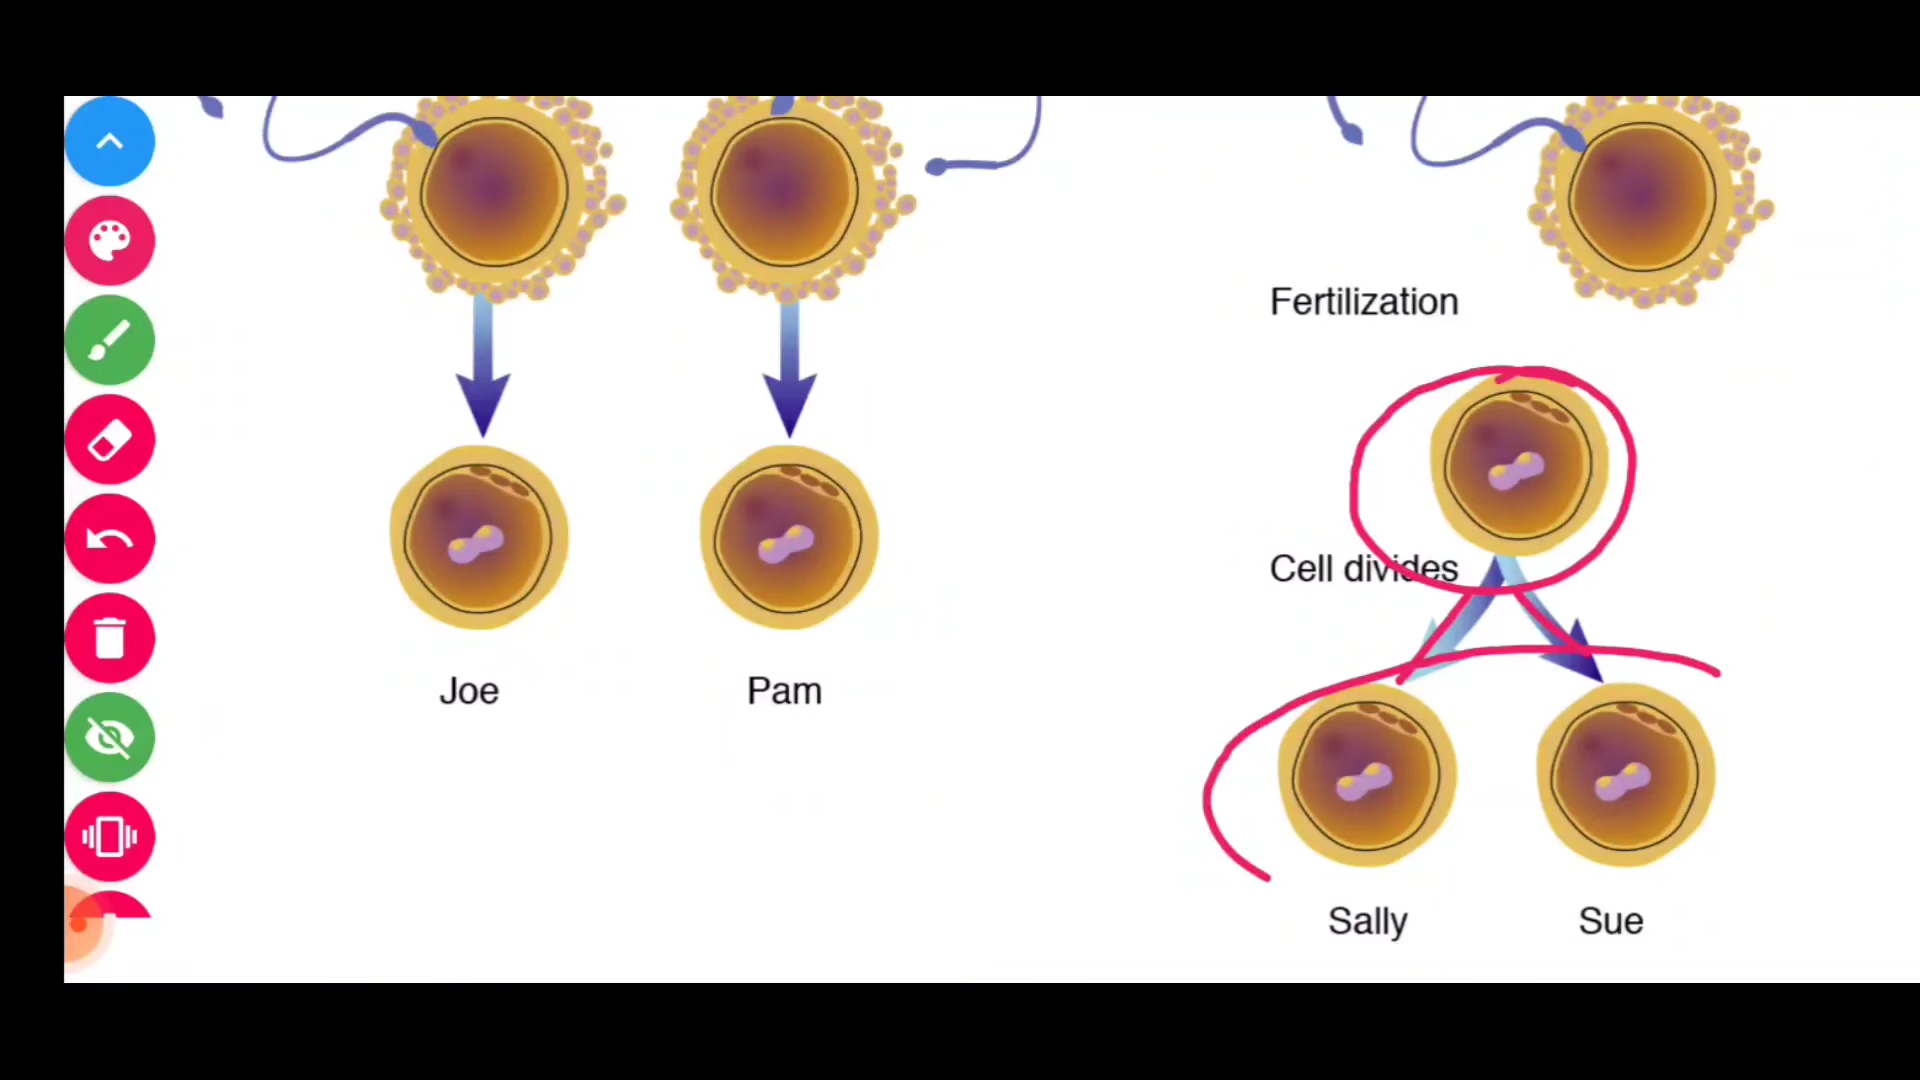 Fertilization
Cell divides
Joe
Pam
Sally
Sue